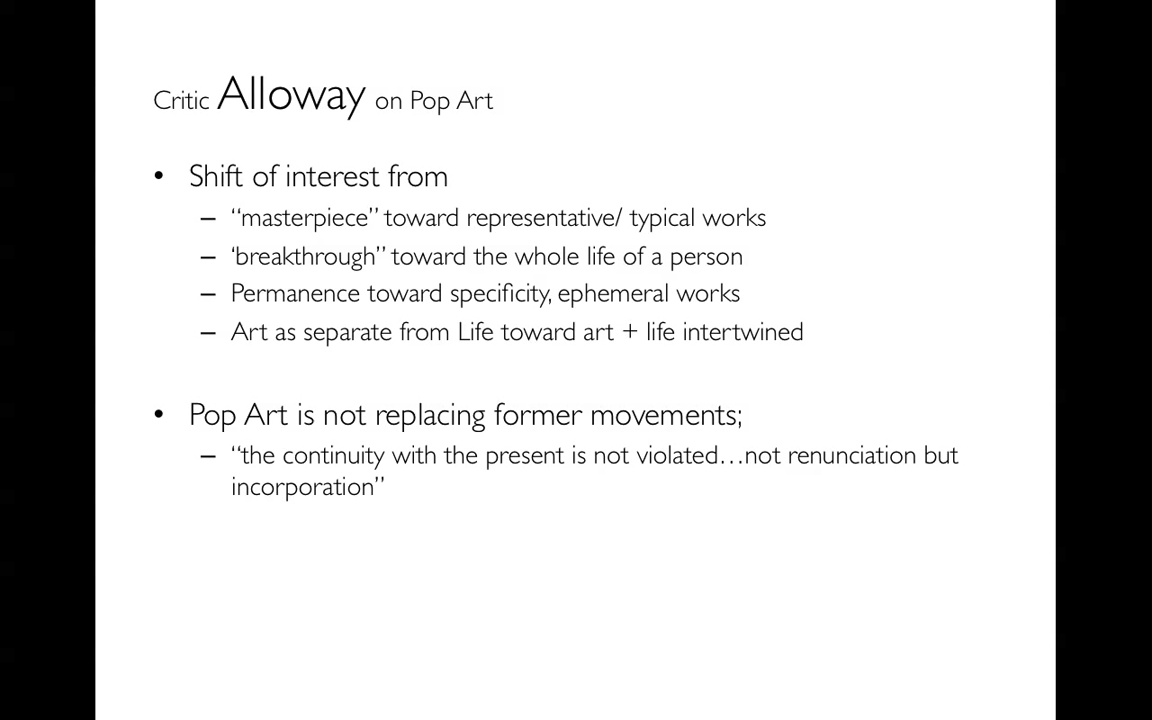 Critic Alloway on Pop Art
• Shift of interest from
– “masterpiece” toward representative/ typical works
– ‘breakthrough” toward the whole life of a person
– Permanence toward specificity, ephemeral works
– Art as separate from Life toward art + life intertwined
• Pop Art is not replacing former movements;
– “the continuity with the present is not violated…not renunciation but
incorporation”